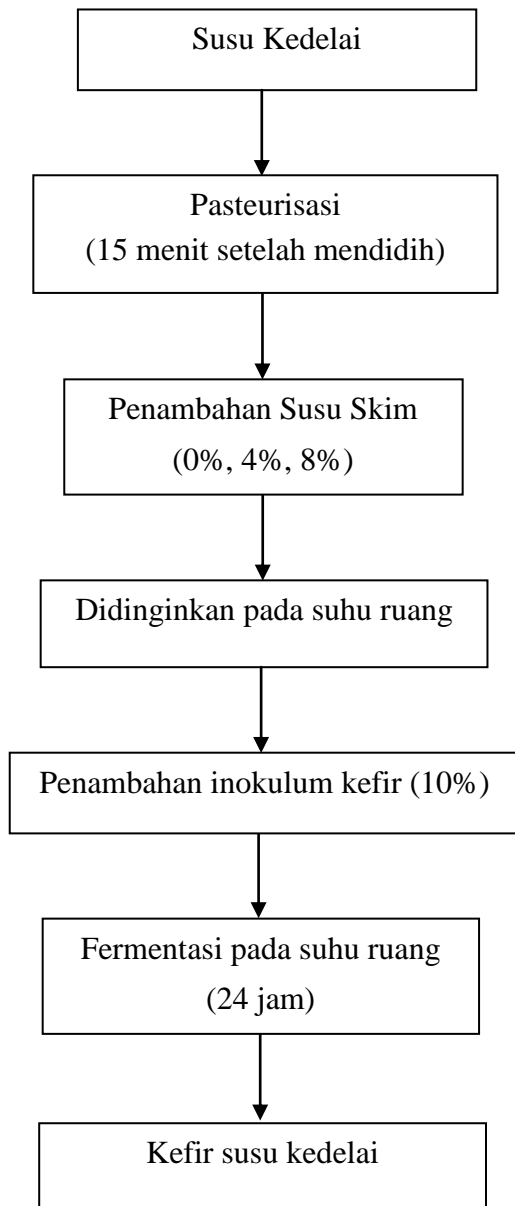 Susu Kedelai
Pasteurisasi
(15 menit setelah mendidih)
Penambahan Susu Skim
(0%, 4%, 8%)
Didinginkan pada suhu ruang
Penambahan inokulum kefir (10%)
Fermentasi pada suhu ruang
(24 jam)
Kefir susu kedelai